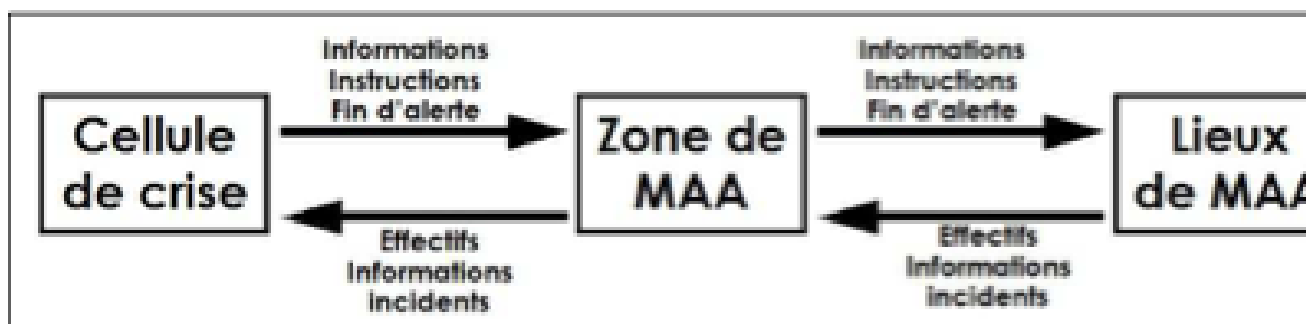 Informations
Instructions
Fin d'alerte
Informations
Instructions
Fin d'alerte
Cellule
de crise
Zone de
MAA
Lieux
de MAA
Effectifs
Informations
incidents
Effectifs
Informations
incidents